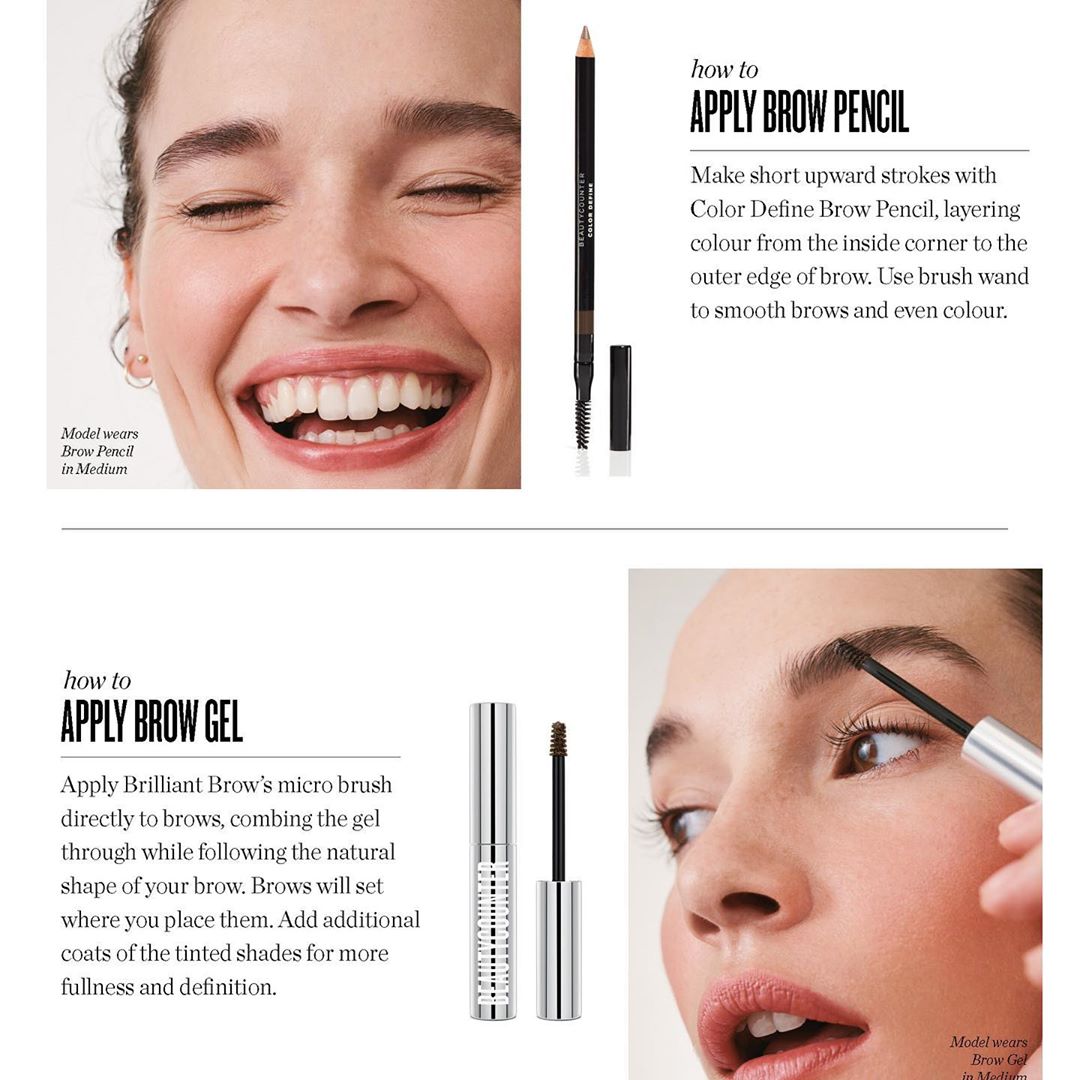 how to
APPLY BROW PENCIL
Make short upward strokes with
Color Define Brow Pencil, layering
colour from the inside corner to the
outer edge of brow. Use brush wand
to smooth brows and even colour.
BEAUTYCOUNTER
COLOR DEFINE
Model wears
Brow Pencil
in Medium
how to
APPLY BROW GEL
Apply Brilliant Brow’s micro brush
directly to brows, combing the gel
through while following the natural
shape of your brow. Brows will set
where you place them. Add additional
coats of the tinted shades for more
fullness and definition.
BEAUTYCOUNTER
Model wears
Brow Gel
in Medium